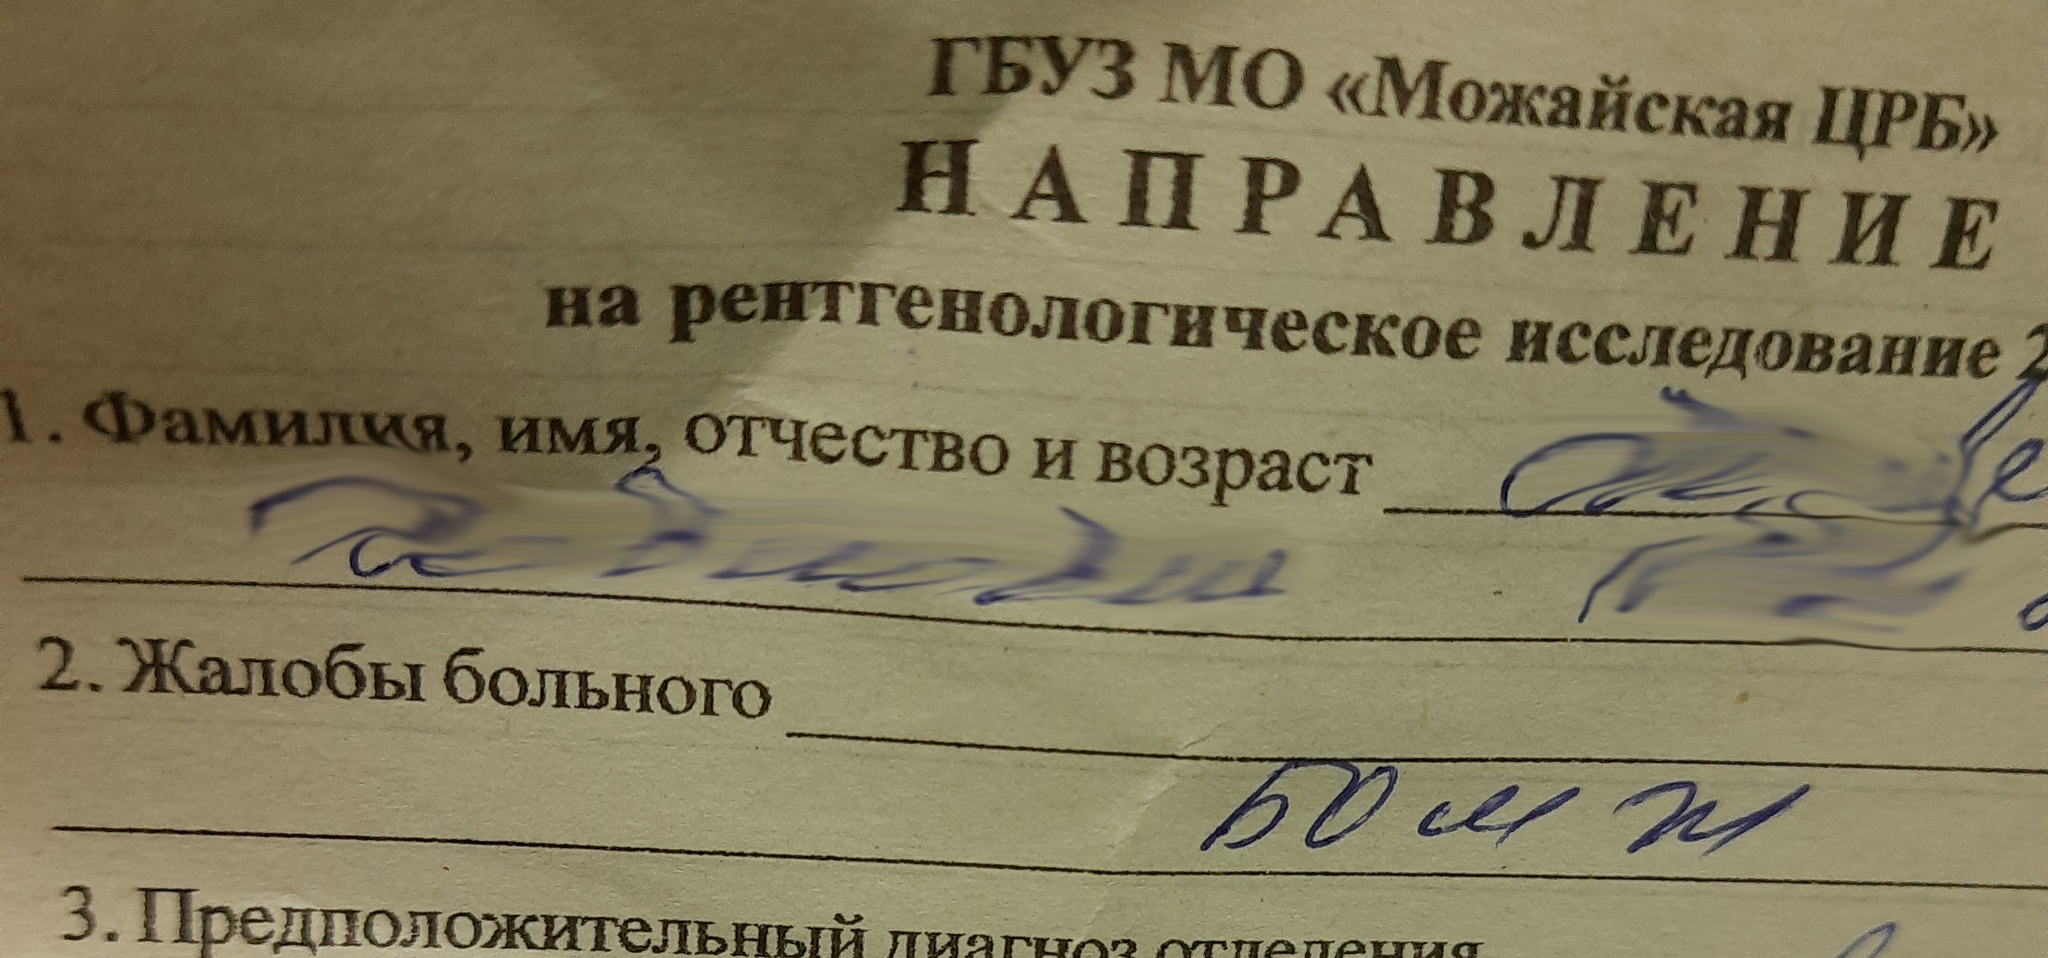 ГБУЗ МО «Можайская ЦРБ»
НАПРАВЛЕНИЕ
на рентгенологическое исследование 2
1. Фамилия, имя, отчество и возраст
2. Жалобы больного
3. Предположительный диагноз отделения